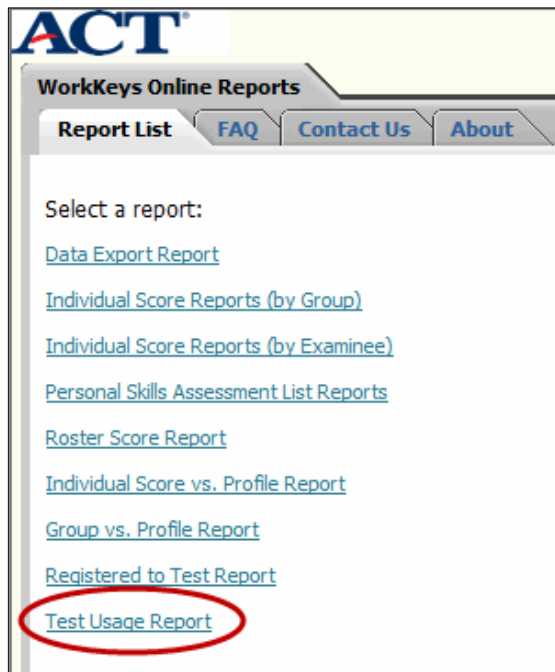 ACT®
WorkKeys Online Reports
Report List FAQ Contact Us About
Select a report:
Data Export Report
Individual Score Reports (by Group)
Individual Score Reports (by Examinee)
Personal Skills Assessment List Reports
Roster Score Report
Individual Score vs. Profile Report
Group vs. Profile Report
Registered to Test Report
Test Usage Report